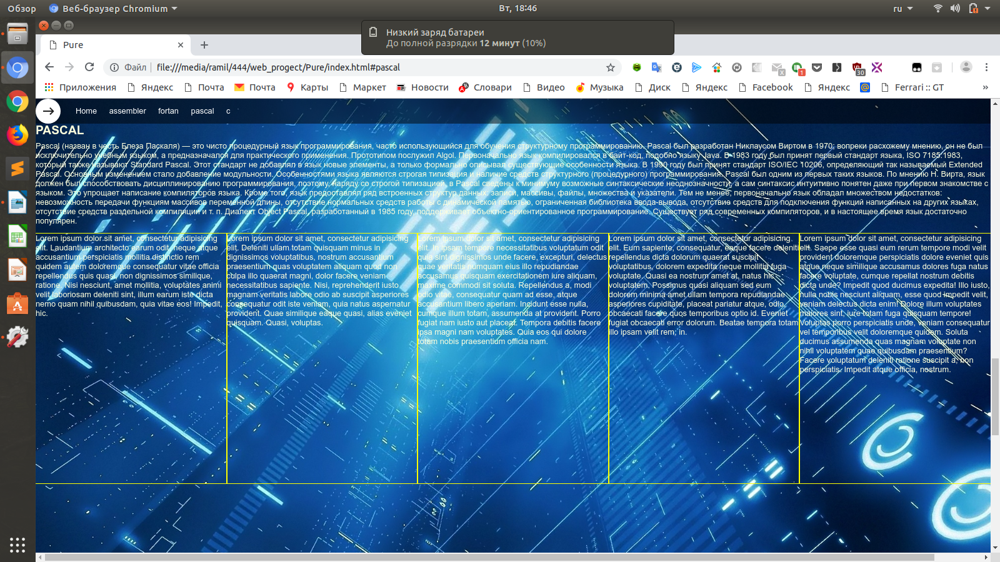 Обзор Веб-браузер Chromium Вт, 18:46 ru
Низкий заряд батареи
До полной разрядки 12 минут (10%)
Pure
Файл file:///media/ramil/444/web_progect/Pure/index.html#pascal
X 1 30
Приложения Яндекс Почта Почта Карты Маркет Новости Словари Видео Музыка Диск Яндекс Facebook Яндекс Ferrari :: GT »
Home assembler fortan pascal c
PASCAL
Pascal (назван в честь Блеза Паскаля) — это чисто процедурный язык программирования, часто использующийся для обучения структурному программированию. Pascal был разработан Никлаусом Виртом в 1970; вопреки расхожему мнению, он не был
исключительно учебным языком, а предназначался для практического применения. Прототипом послужил Algol. Первоначально язык компилировался в байт-код, подобно языку Java. В 1983 году был принят первый стандарт языка, ISO 7185:1983,
который также называют Standard Pascal. Этот стандарт не добавлял в язык новые элементы, а только формально описывал существующие особенности языка. В 1990 году был принят стандарт ISO/IEC 10206, определяющий так называемый Extended
Pascal. Основным изменением стало добавление модульности. Особенностями языка являются строгая типизация и наличие средств структурного (процедурного) программирования. Pascal был одним из первых таких языков. По мнению Н. Вирта, язык
должен был способствовать дисциплинированию программирования, поэтому, наряду со строгой типизацией, в Pascal сведены к минимуму возможные синтаксические неоднозначности, а сам синтаксис интуитивно понятен даже при первом знакомстве с
языком. Это упрощает написание компиляторов языка. Кроме того, язык предоставлял ряд встроенных структур данных: записи, массивы, файлы, множества и указатели. Тем не менее, первоначально язык обладал множеством недостатков:
невозможность передачи функциям массивов переменной длины, отсутствие нормальных средств работы с динамической памятью, ограниченная библиотека ввода-вывода, отсутствие средств для подключения функций написанных на других языках,
отсутствие средств раздельной компиляции и т. п. Диалект Object Pascal, разработанный в 1985 году, поддерживает объектно-ориентированное программирование. Существует ряд современных компиляторов, и в настоящее время язык достаточно
популярен.
Lorem ipsum dolor sit amet, consectetur adipisicing
elit. Laudantium architecto earum odit, neque atque
accusantium perspiciatis mollitia distinctio rem
quidem autem doloremque consequatur vitae officia
repellendus quis quasi, non dignissimos similique,
ratione. Nisi nesciunt, amet mollitia, voluptates animi
velit laboriosam deleniti sint, illum earum iste dicta
nemo quam nihil quibusdam, quia vitae eos! Impedit,
hic.
Lorem ipsum dolor sit amet, consectetur adipisicing
elit. Deleniti ullam totam quisquam minus in
dignissimos voluptatibus, nostrum accusantium
praesentium quas voluptatem aliquam quod non
culpa illo quaerat magni, dolor facere veniam
necessitatibus sapiente. Nisi, reprehenderit iusto
magnam veritatis labore odio ab suscipit asperiores
consequatur odit iste veniam, quia natus aspernatur
provident. Quae similique eaque quasi, alias eveniet
quisquam. Quasi, voluptas.
Lorem ipsum dolor sit amet, consectetur adipisicing
elit. In ipsam tempore necessitatibus voluptatum odit
quia sint dignissimos unde facere, excepturi, delectus
quae veritatis numquam eius illo repudiandae
accusamus quisquam exercitationem iure aliquam,
maxime commodi sit soluta. Repellendus a, modi
odio vitae, consequatur quam ad esse, atque
accusantium libero aperiam. Incidunt esse nulla,
cumque illum totam, assumenda at provident. Porro
fugiat nam iusto aut placeat. Tempora debitis facere
ipsa magni nam voluptates. Quia eos qui dolore
totam nobis praesentium officia nam.
Lorem ipsum dolor sit amet, consectetur adipisicing
elit. Eum sapiente, consequatur, eaque facere deleniti
repellendus dicta dolorum quaerat suscipit
voluptatibus, dolorem expedita neque mollitia fuga
voluptate. Quasi ea nostrum amet at, natus hic
voluptatem. Possimus quasi aliquam sed eum
dolorem minima amet ullam tempora repudiandae
asperiores cupiditate, placeat pariatur atque, odio,
obcaecati facere quos temporibus optio id. Eveniet
fugiat obcaecati error dolorum. Beatae tempora totam
illo ipsam velit rem, in.
Lorem ipsum dolor sit amet, consectetur adipisicing
elit. Saepe esse quasi eum rerum tempore modi velit
provident doloremque perspiciatis dolore eveniet quis
atque neque similique accusamus dolores fuga natus
facere voluptate, cumque repellat nostrum debitis
dicta unde? Impedit quod ducimus expedita! Illo iusto,
nulla nobis nesciunt aliquam, esse quod impedit velit,
veniam delectus dicta enim! Dolore illum voluptates
maiores sint, iure totam fuga quisquam tempore!
Voluptas porro perspiciatis unde, veniam consequatur
vel temporibus velit doloremque quidem. Soluta
ducimus assumenda quas magnam voluptate non
nihil voluptatem quae quibusdam praesentium?
Facere voluptatum deleniti ratione suscipit a, non
perspiciatis. Impedit atque officia, nostrum.